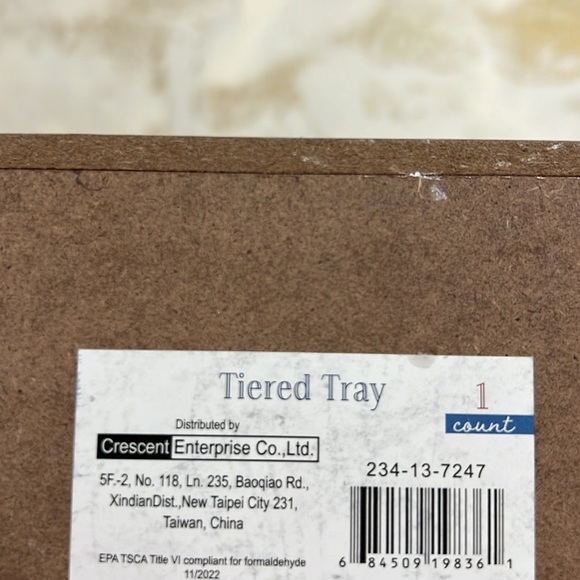 Tiered Tray
1
count
Distributed by
Crescent Enterprise Co.,Ltd.
5F.-2, No. 118, Ln. 235, Baoqiao Rd.,
XindianDist.,New Taipei City 231,
Taiwan, China
EPA TSCA Title VI compliant for formaldehyde
11/2022
234-13-7247
6 84509 19836 1